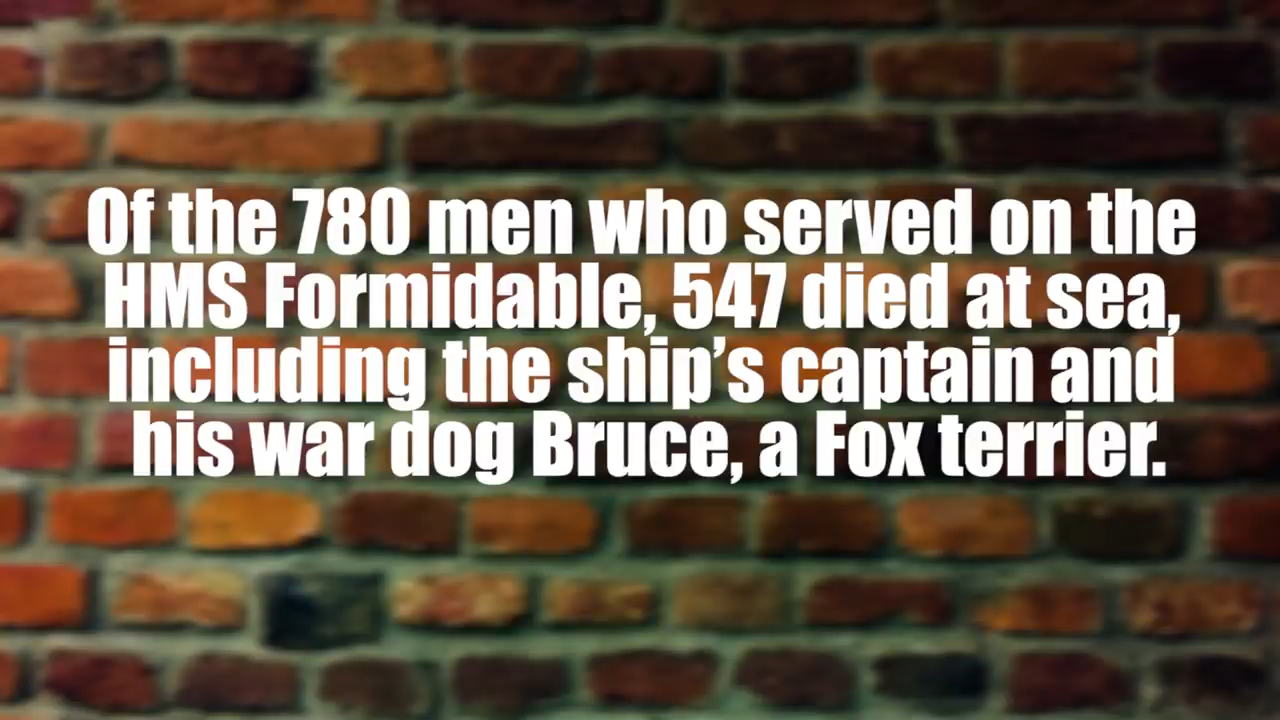 Of the 780 men who served on the
HMS Formidable, 547 died at sea,
including the ship’s captain and
his war dog Bruce, a Fox terrier.